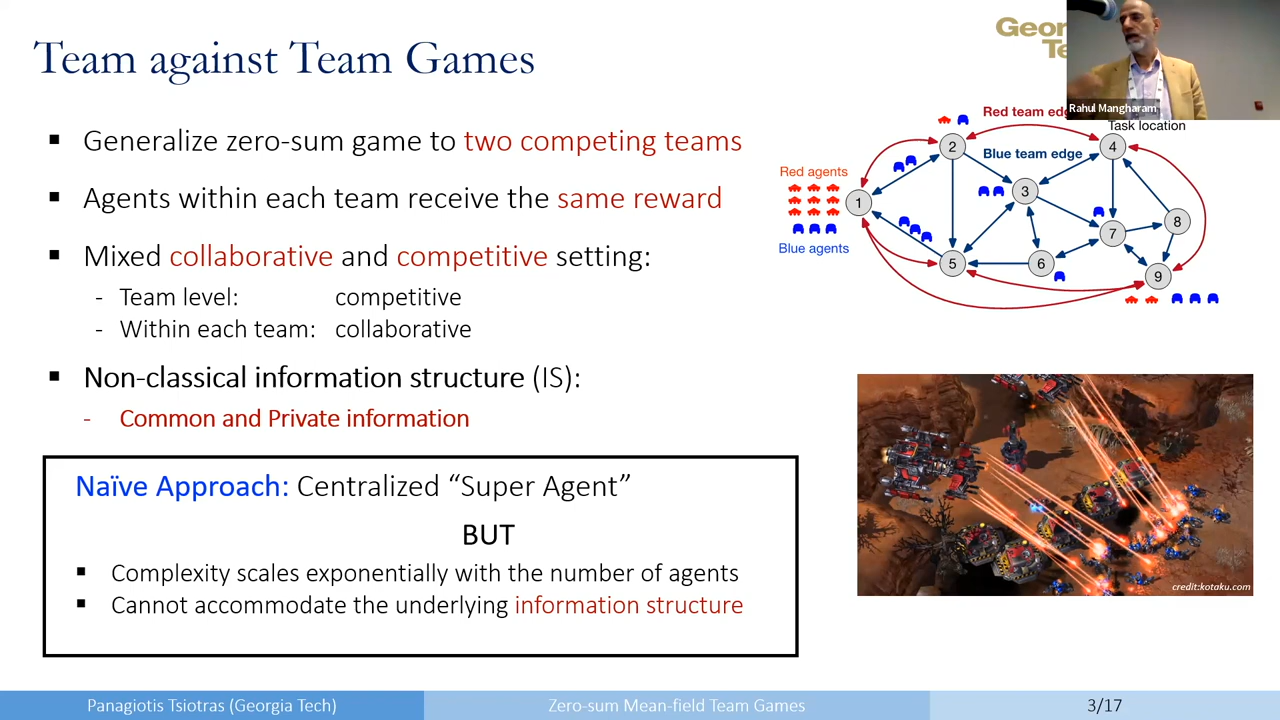 Team against Team Games
Geor
Te
Rahul Mangharam
▪ Generalize zero-sum game to two competing teams
▪ Agents within each team receive the same reward
▪ Mixed collaborative and competitive setting:
- Team level: competitive
- Within each team: collaborative
▪ Non-classical information structure (IS):
- Common and Private information
Naïve Approach: Centralized “Super Agent”
BUT
▪ Complexity scales exponentially with the number of agents
▪ Cannot accommodate the underlying information structure
Red team ed
Task location
Blue team edge
Red agents
Blue agents
1
2
3
4
5
6
7
8
9
credit:kotaku.com
Panagiotis Tsiotras (Georgia Tech)
Zero-sum Mean-field Team Games
3/17